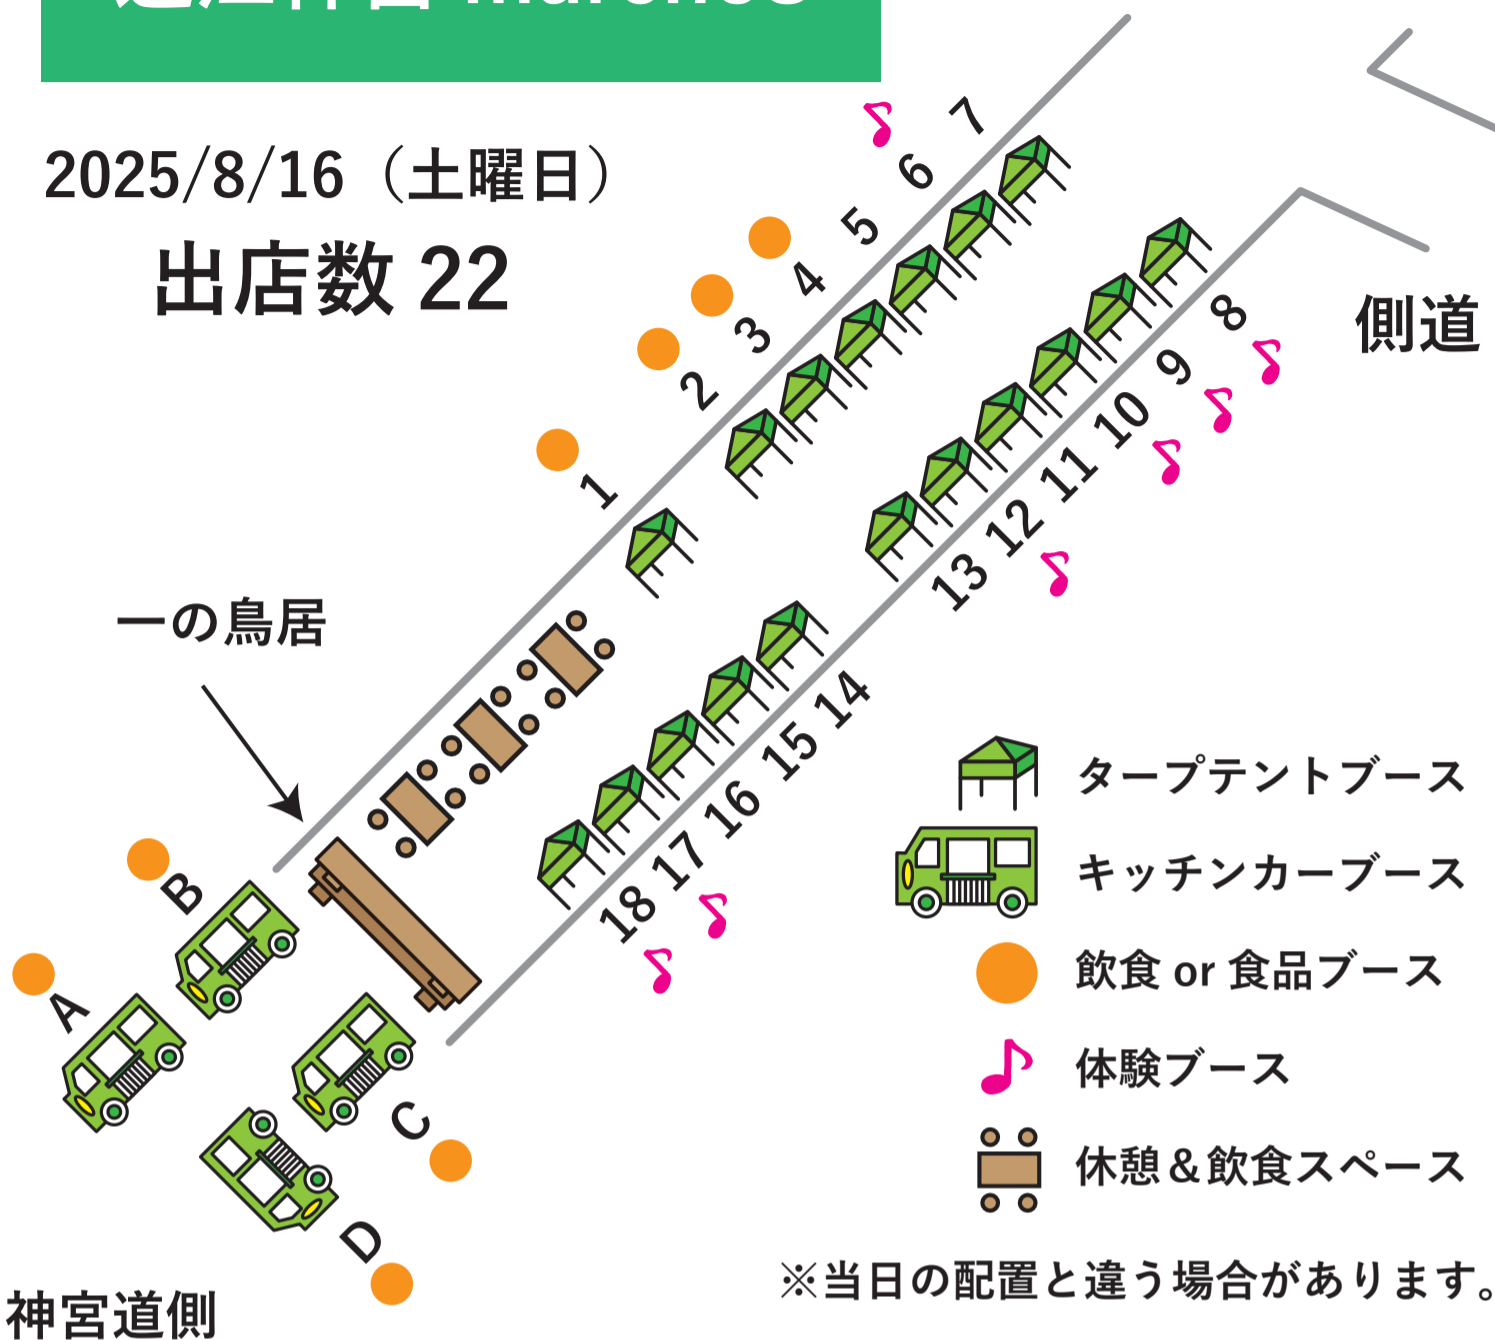 2025/8/16（土曜日）
出店数 22
7
6
5
4
3
2
1
8
9
10
11
12
13
14
15
16
17
18
側道
一の鳥居
B
A
C
D
神宮道側
タープテントブース
キッチンカーブース
飲食 or 食品ブース
体験ブース
休憩＆飲食スペース
※当日の配置と違う場合があります。